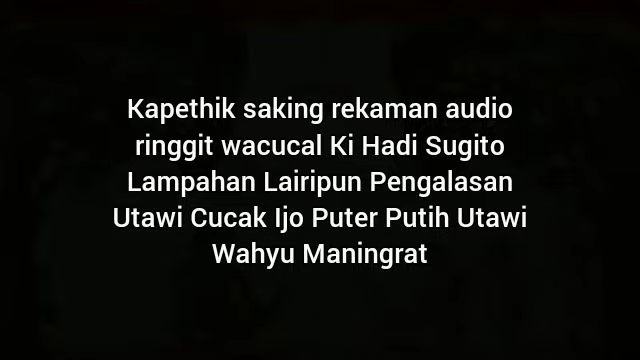 Kapethik saking rekaman audio
ringgit wacucal Ki Hadi Sugito
Lampahan Lairipun Pengalasan
Utawi Cucak Ijo Puter Putih Utawi
Wahyu Maningrat